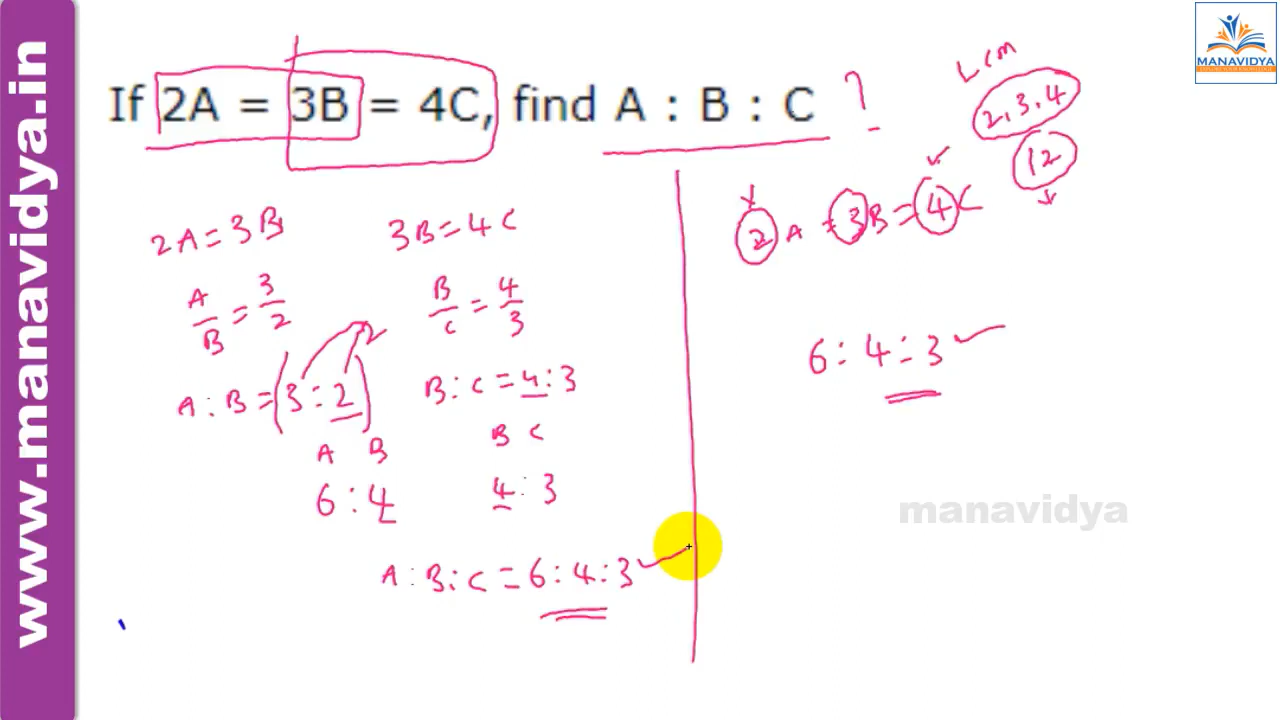 www.manavidya.in
MANAVIDYA
If 2A = 3B = 4C, find A : B : C ?
Lcm
2, 3, 4
12
2A = 3B = 4C
2A = 3B
A/B = 3/2
A : B = (3 : 2) 2
A B
6 : 4
3B = 4C
B/C = 4/3
B : C = 4 : 3
B C
4 : 3
A : B : C = 6 : 4 : 3
6 : 4 : 3
manavidya